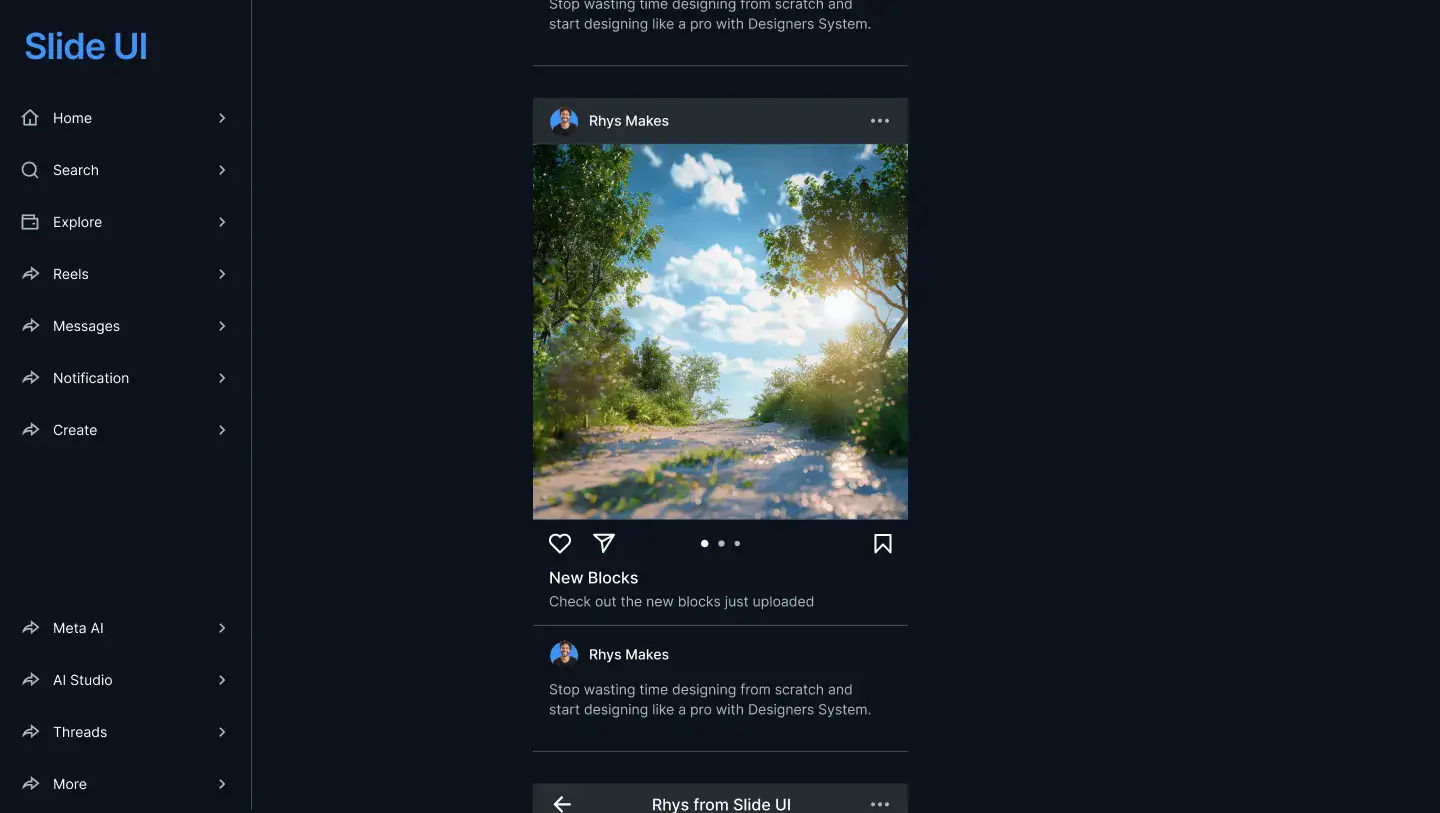 Slide UI
Home
Search
Explore
Reels
Messages
Notification
Create
Meta AI
AI Studio
Threads
More
Stop wasting time designing from scratch and
start designing like a pro with Designers System.
Rhys Makes
New Blocks
Check out the new blocks just uploaded
Rhys Makes
Stop wasting time designing from scratch and
start designing like a pro with Designers System.
Rhys from Slide UI